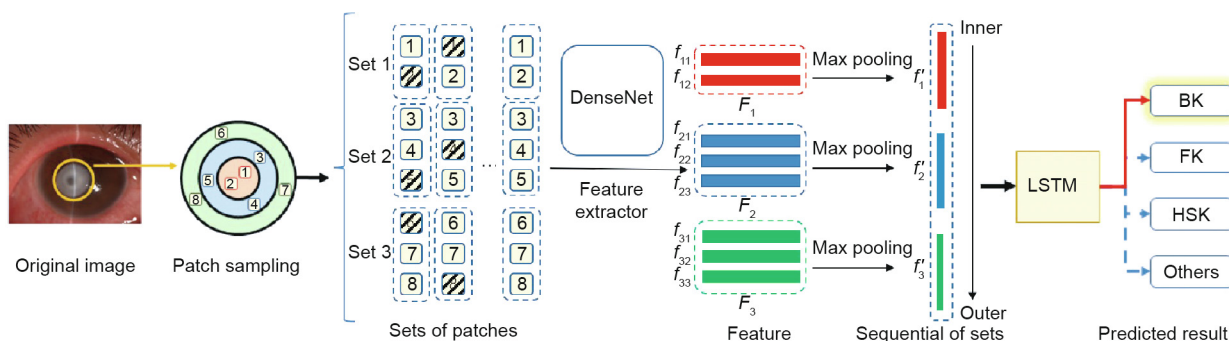 6
3
1
5
2
7
8
4
Original image
Patch sampling
Set 1
1
1
2
2
Set 2
3
3
3
4
4
5
5
...
Set 3
6
6
7
7
7
8
8
Sets of patches
DenseNet
Feature
extractor
f11
f12
F1
f21
f22
f23
F2
f31
f32
f33
F3
Feature
Max pooling
Max pooling
Max pooling
f′1
f′2
f′3
Inner
Outer
Sequential of sets
LSTM
BK
FK
HSK
Others
Predicted result